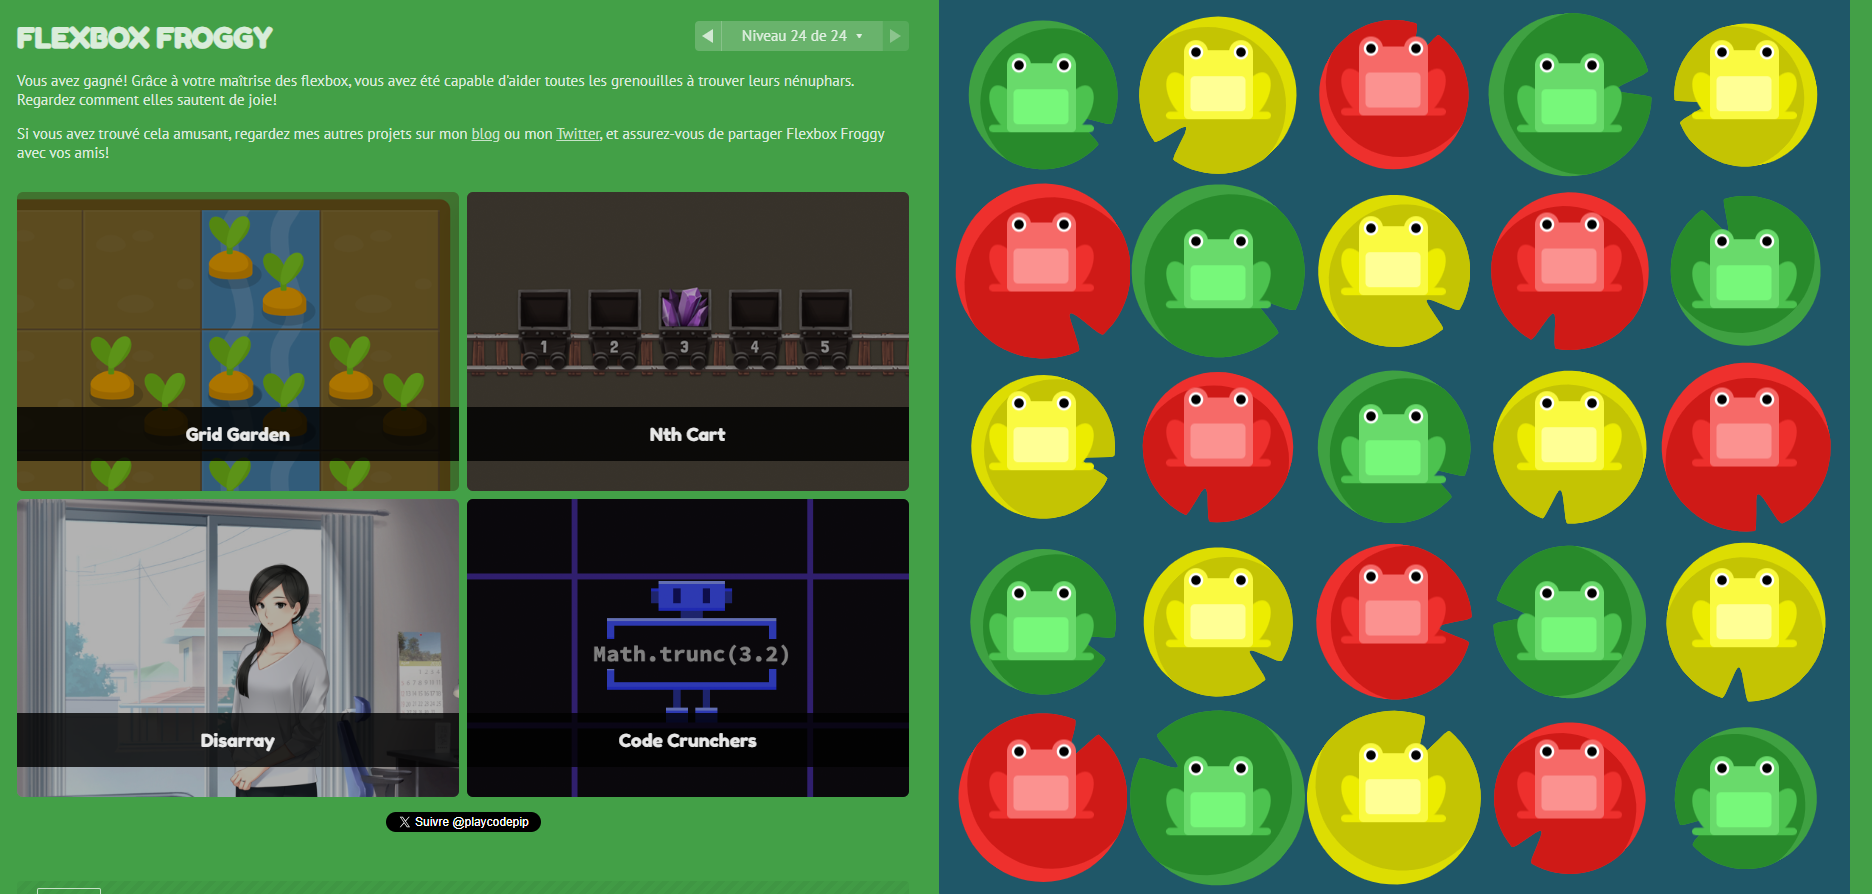 FLEXBOX FROGGY
◀ Niveau 24 de 24 ▾ ▶
Vous avez gagné! Grâce à votre maîtrise des flexbox, vous avez été capable d'aider toutes les grenouilles à trouver leurs nénuphars.
Regardez comment elles sautent de joie!
Si vous avez trouvé cela amusant, regardez mes autres projets sur mon blog ou mon Twitter, et assurez-vous de partager Flexbox Froggy
avec vos amis!
1 2 3 4 5
Grid Garden
Nth Cart
Math.trunc(3.2)
Disarray
Code Crunchers
X Suivre @playcodepip